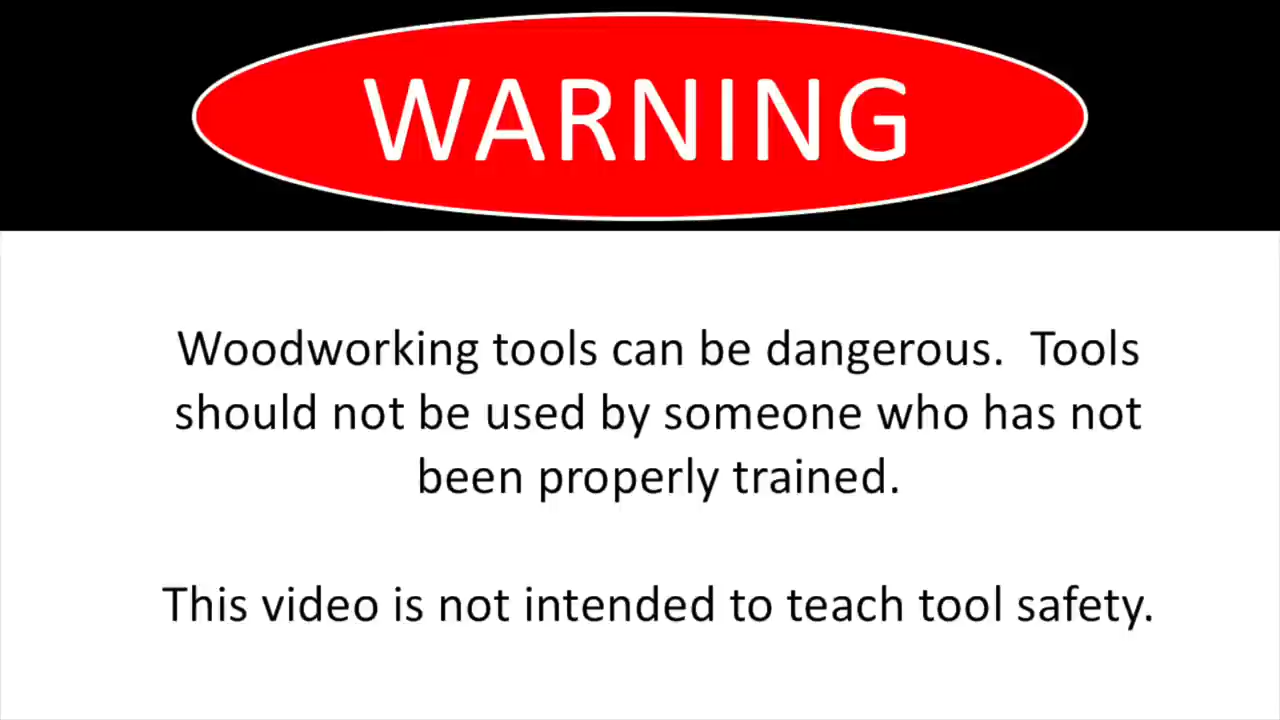 WARNING
Woodworking tools can be dangerous.  Tools
should not be used by someone who has not
been properly trained.
This video is not intended to teach tool safety.